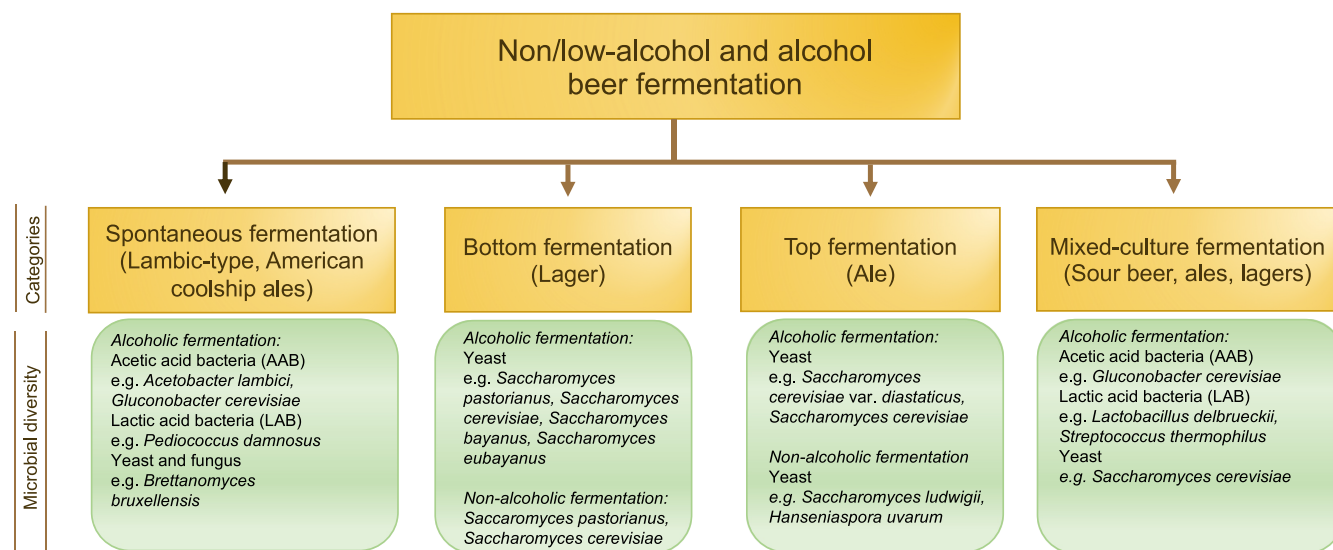 Non/low-alcohol and alcohol
beer fermentation
Categories
Spontaneous fermentation
(Lambic-type, American
coolship ales)
Bottom fermentation
(Lager)
Top fermentation
(Ale)
Mixed-culture fermentation
(Sour beer, ales, lagers)
Microbial diversity
Alcoholic fermentation:
Acetic acid bacteria (AAB)
e.g. Acetobacter lambici,
Gluconobacter cerevisiae
Lactic acid bacteria (LAB)
e.g. Pediococcus damnosus
Yeast and fungus
e.g. Brettanomyces
bruxellensis
Alcoholic fermentation:
Yeast
e.g. Saccharomyces
pastorianus, Saccharomyces
cerevisiae, Saccharomyces
bayanus, Saccharomyces
eubayanus
Non-alcoholic fermentation:
Saccaromyces pastorianus,
Saccharomyces cerevisiae
Alcoholic fermentation:
Yeast
e.g. Saccharomyces
cerevisiae var. diastaticus,
Saccharomyces cerevisiae
Non-alcoholic fermentation
Yeast
e.g. Saccharomyces ludwigii,
Hanseniaspora uvarum
Alcoholic fermentation:
Acetic acid bacteria (AAB)
e.g. Gluconobacter cerevisiae
Lactic acid bacteria (LAB)
e.g. Lactobacillus delbrueckii,
Streptococcus thermophilus
Yeast
e.g. Saccharomyces cerevisiae